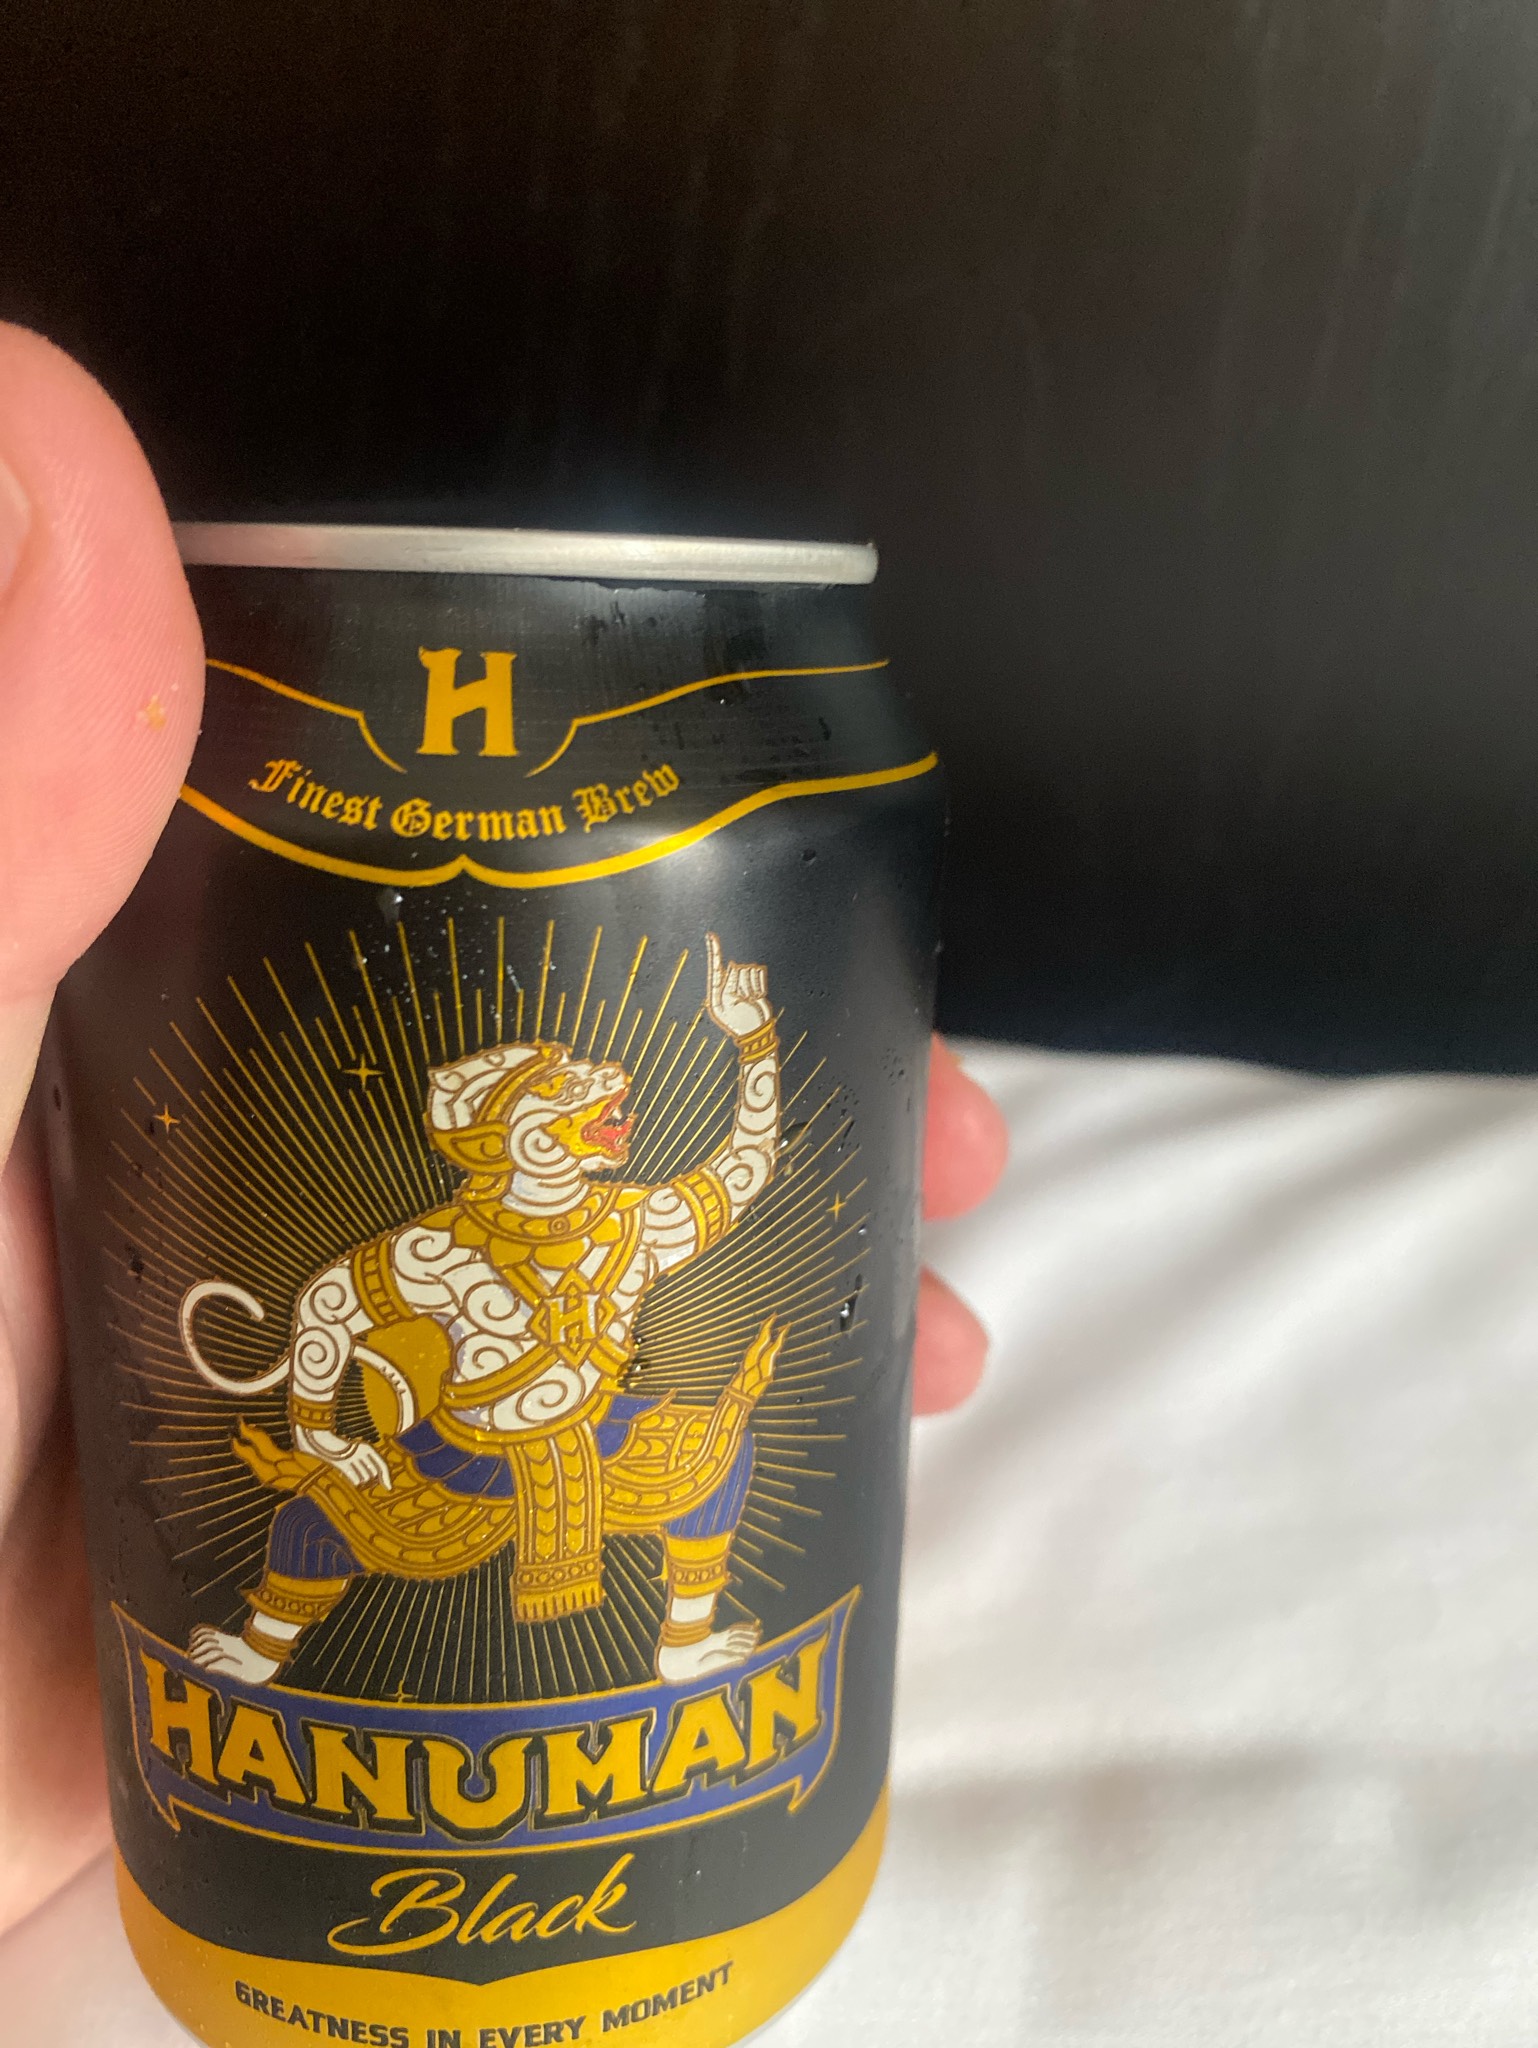 H
Finest German Brew
H
HANUMAN
Black
GREATNESS IN EVERY MOMENT